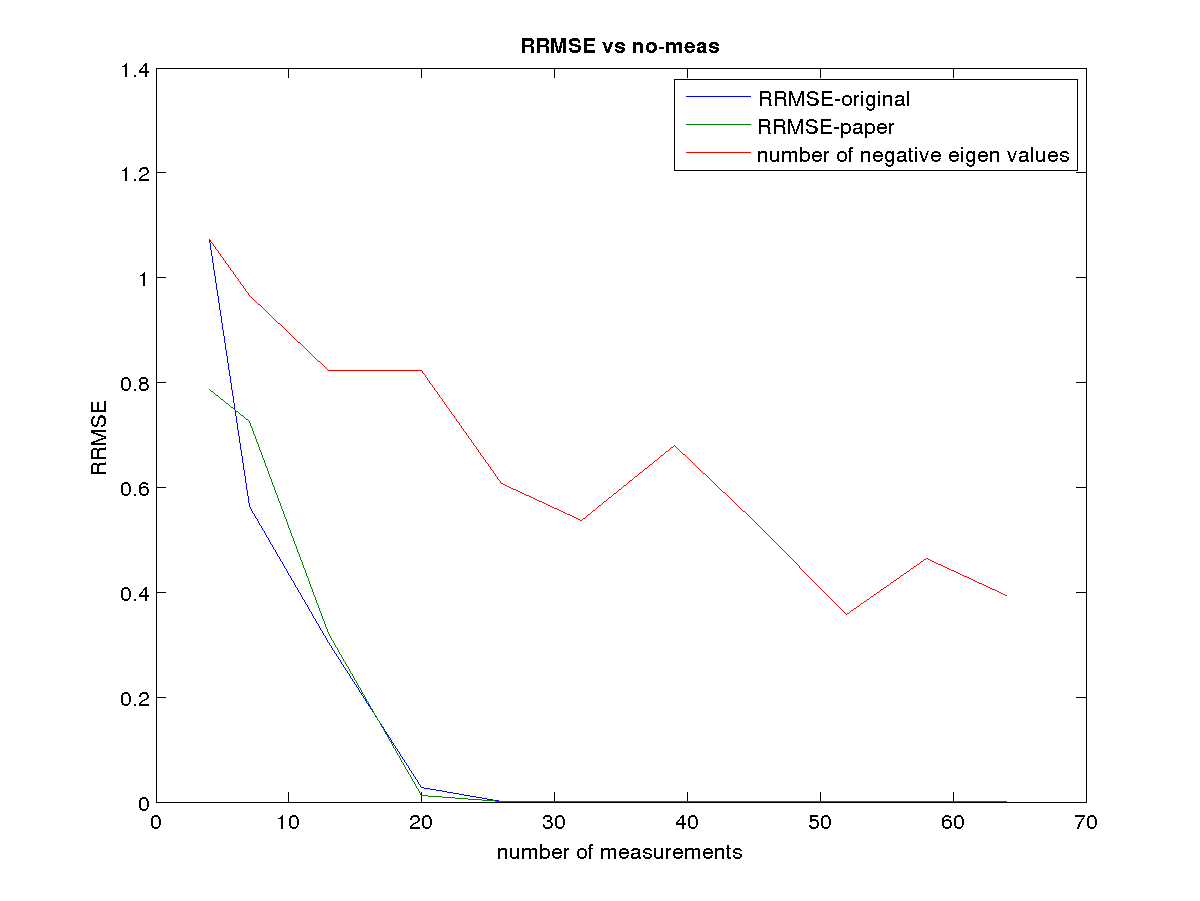 RRMSE vs no-meas
1.4
1.2
1
0.8
0.6
0.4
0.2
0
RRMSE
RRMSE-original
RRMSE-paper
number of negative eigen values
0 10 20 30 40 50 60 70
number of measurements